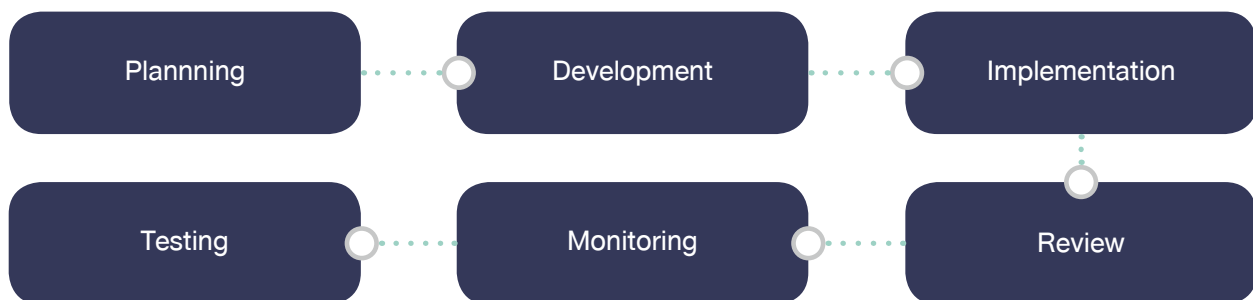 Plannning
Development
Implementation
Testing
Monitoring
Review